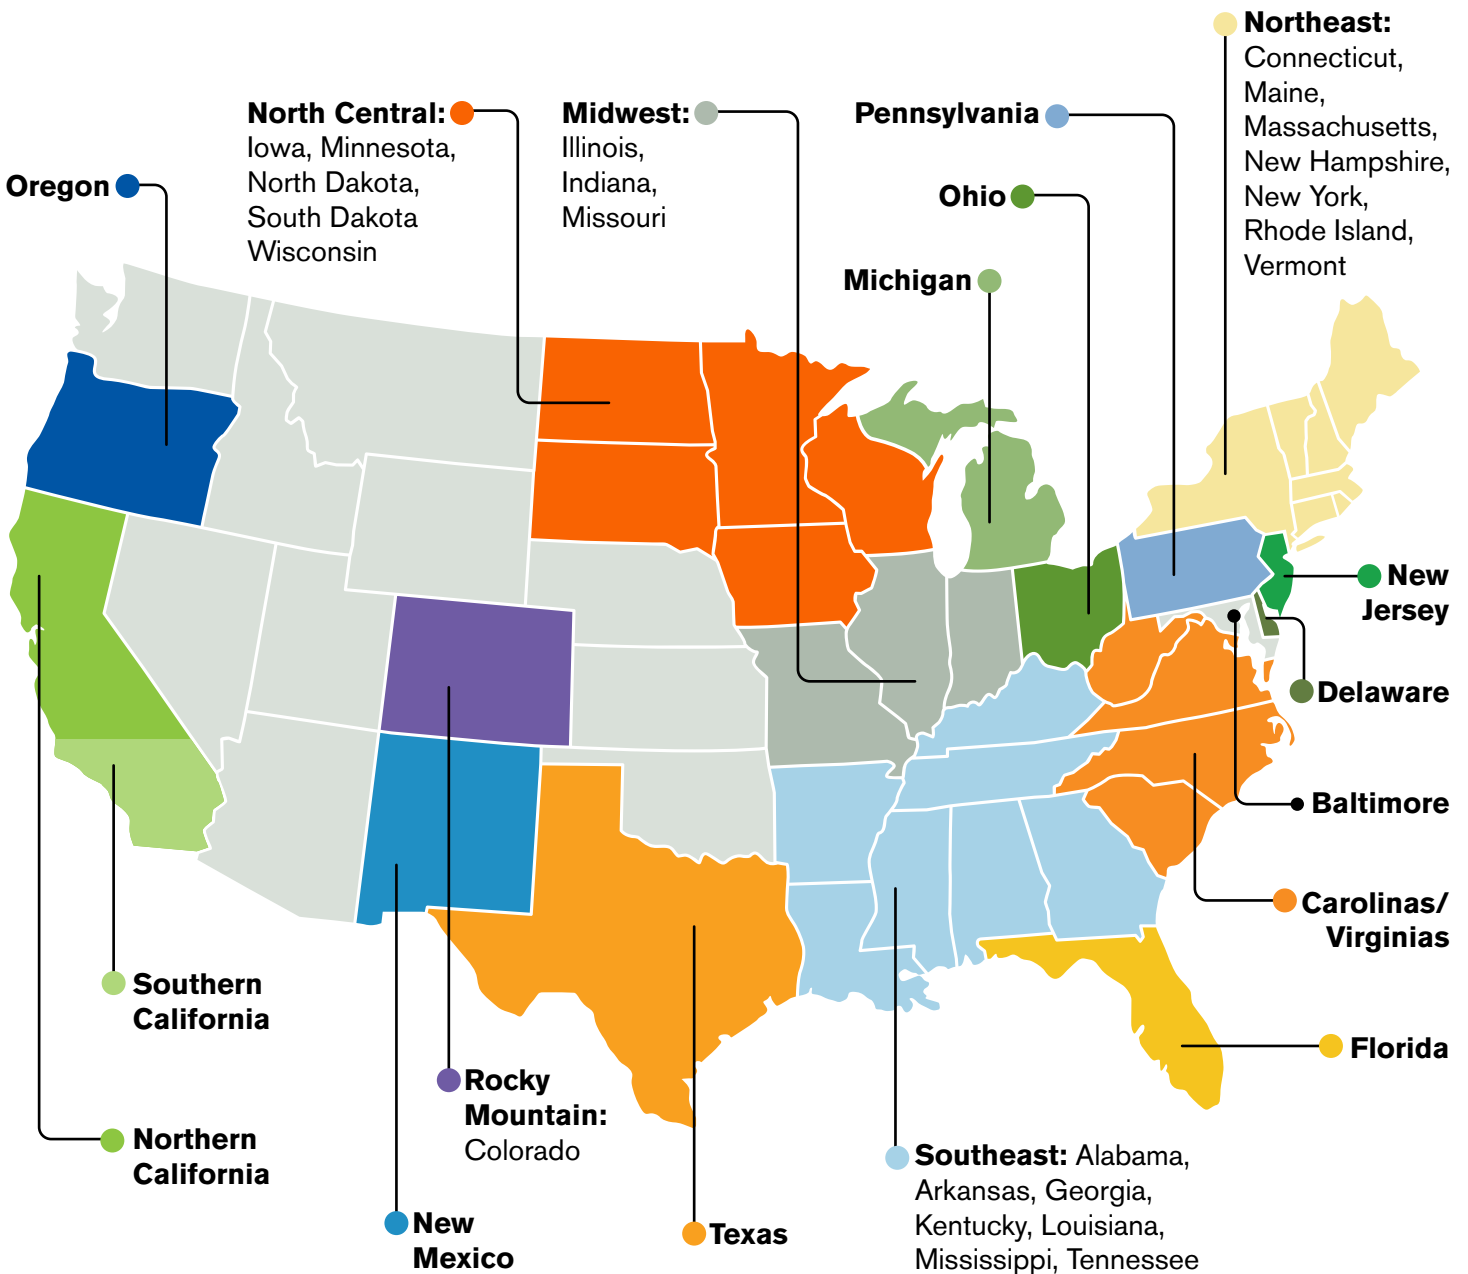 Northeast:
Connecticut,
Maine,
Massachusetts,
New Hampshire,
New York,
Rhode Island,
Vermont
North Central:
Iowa, Minnesota,
North Dakota,
South Dakota
Wisconsin
Midwest:
Illinois,
Indiana,
Missouri
Pennsylvania
Oregon
Ohio
Michigan
New
Jersey
Delaware
Baltimore
Carolinas/
Virginias
Southern
California
Florida
Rocky
Mountain:
Colorado
Northern
California
Southeast: Alabama,
Arkansas, Georgia,
Kentucky, Louisiana,
Mississippi, Tennessee
New
Mexico
Texas